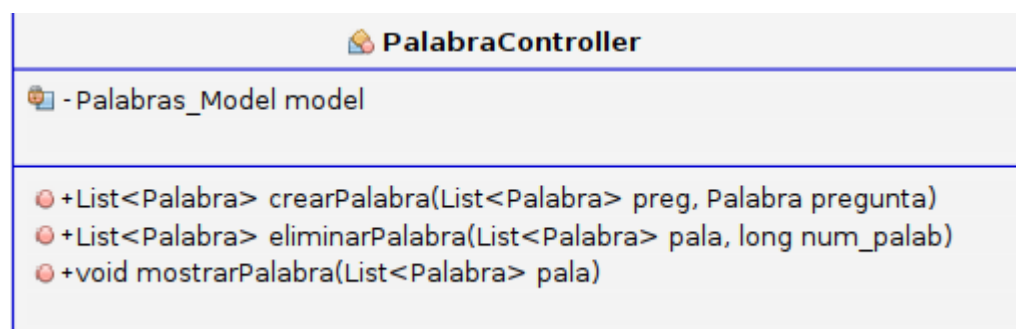 PalabraController
- Palabras_Model model
+List<Palabra> crearPalabra(List<Palabra> preg, Palabra pregunta)
+List<Palabra> eliminarPalabra(List<Palabra> pala, long num_palab)
+void mostrarPalabra(List<Palabra> pala)